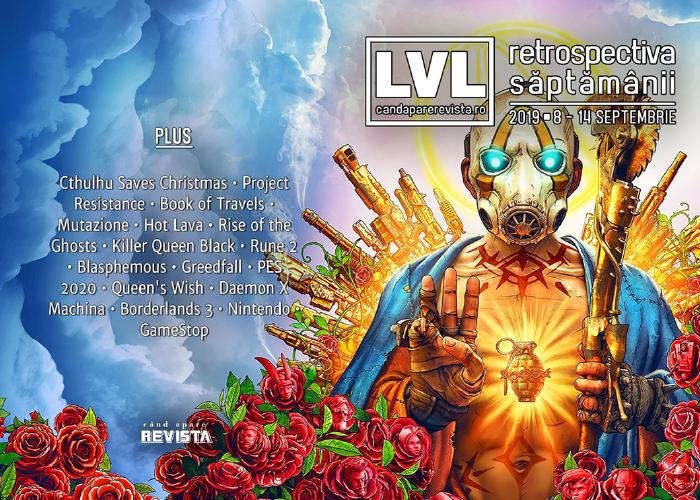 LVL
candaparerevista.ro
retrospectiva
săptămânii
2019 ▪ 8 - 14 SEPTEMBRIE
PLUS
Cthulhu Saves Christmas • Project
Resistance • Book of Travels •
Mutazione • Hot Lava • Rise of the
Ghosts • Killer Queen Black • Rune 2
• Blasphemous • Greedfall • PES
2020 • Queen's Wish • Daemon X
Machina • Borderlands 3 • Nintendo •
GameStop
când apare
REVISTA